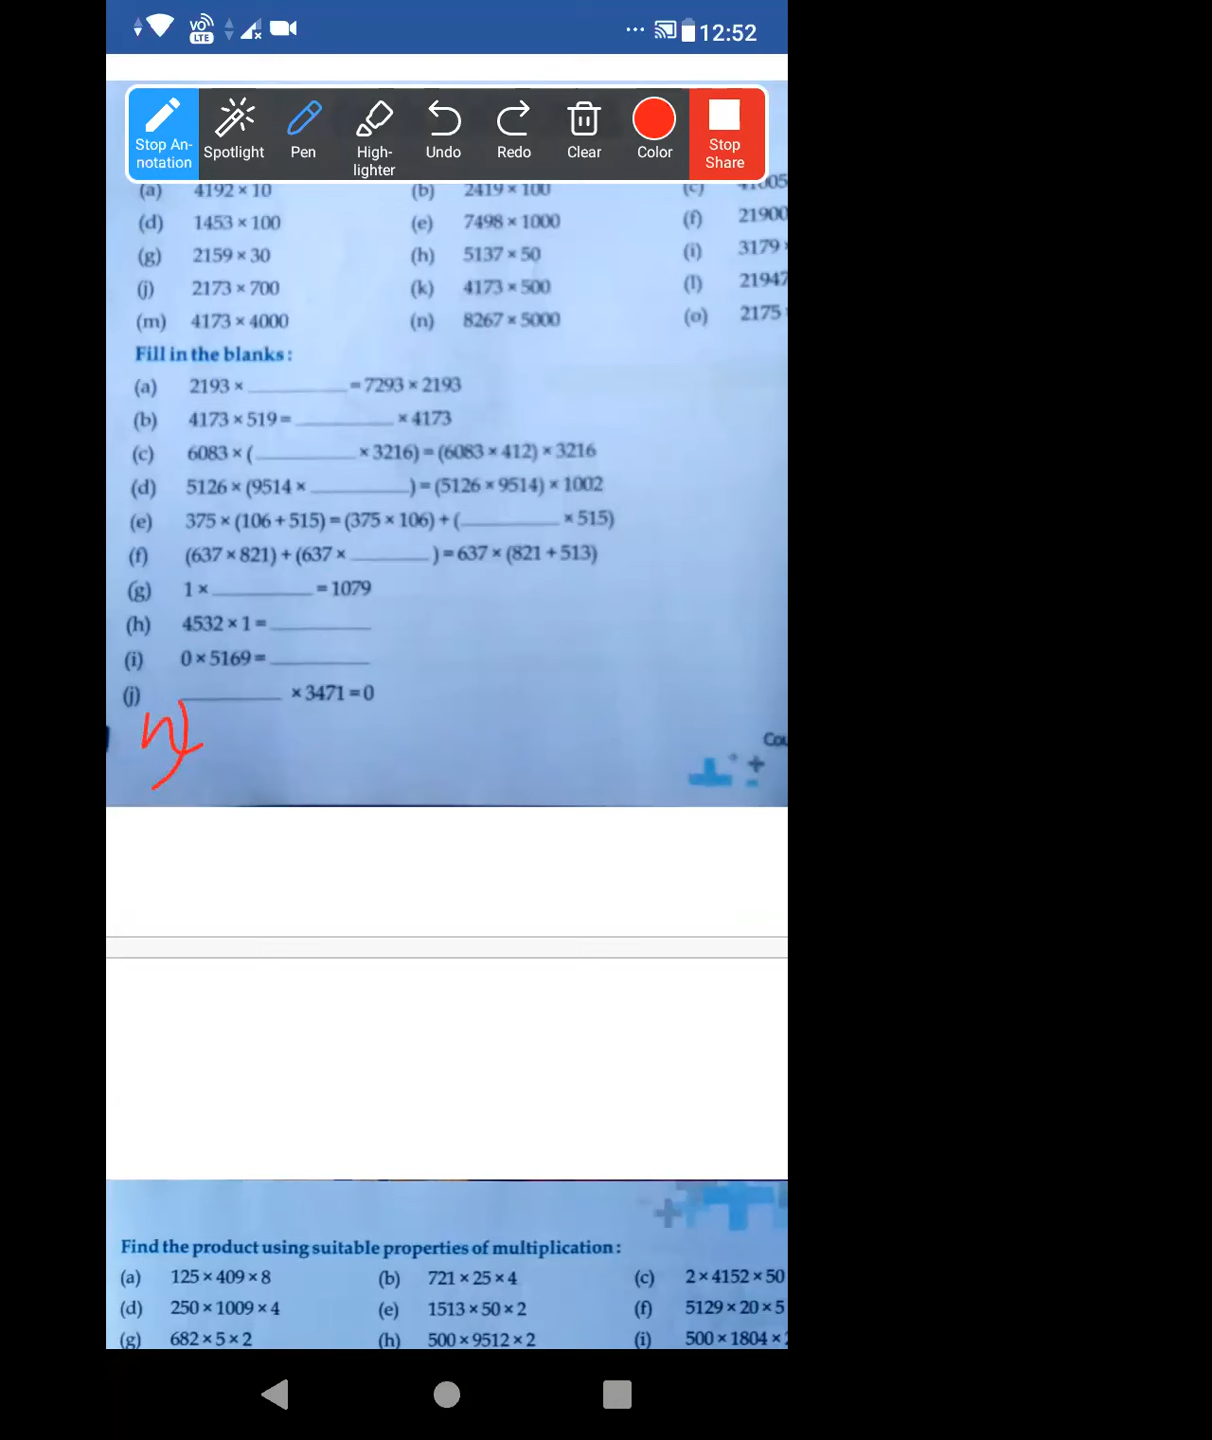 VO LTE ... 12:52
Stop An-
notation
Spotlight
Pen
High-
lighter
Undo
Redo
Clear
Color
Stop
Share
(a) 4192 × 10 (b) 2419 × 100 (c)
(d) 1453 × 100 (e) 7498 × 1000 (f) 21900
(g) 2159 × 30 (h) 5137 × 50 (i) 3179
(j) 2173 × 700 (k) 4173 × 500 (l) 21947
(m) 4173 × 4000 (n) 8267 × 5000 (o) 2175
Fill in the blanks :
(a) 2193 × ________ = 7293 × 2193
(b) 4173 × 519 = ________ × 4173
(c) 6083 × ( ________ × 3216) = (6083 × 412) × 3216
(d) 5126 × (9514 × ________ ) = (5126 × 9514) × 1002
(e) 375 × (106 + 515) = (375 × 106) + ( ________ × 515)
(f) (637 × 821) + (637 × ________ ) = 637 × (821 + 513)
(g) 1 × ________ = 1079
(h) 4532 × 1 = ________
(i) 0 × 5169 = ________
(j) ________ × 3471 = 0
Find the product using suitable properties of multiplication :
(a) 125 × 409 × 8 (b) 721 × 25 × 4 (c) 2 × 4152 × 50
(d) 250 × 1009 × 4 (e) 1513 × 50 × 2 (f) 5129 × 20 × 5
(g) 682 × 5 × 2 (h) 500 × 9512 × 2 (i) 500 × 1804 ×